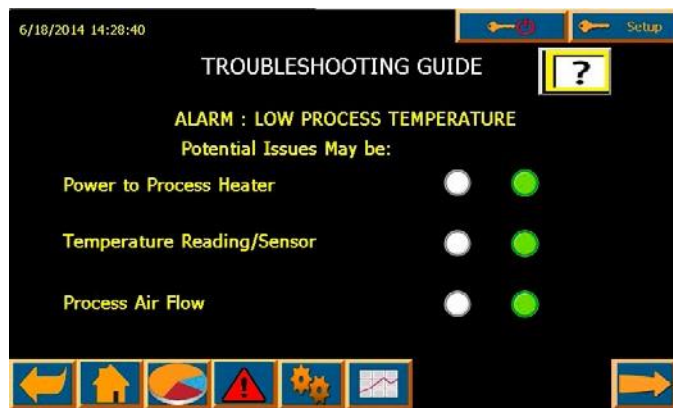 6/18/2014 14:28:40
Setup
TROUBLESHOOTING GUIDE
?
ALARM : LOW PROCESS TEMPERATURE
Potential Issues May be:
Power to Process Heater
Temperature Reading/Sensor
Process Air Flow